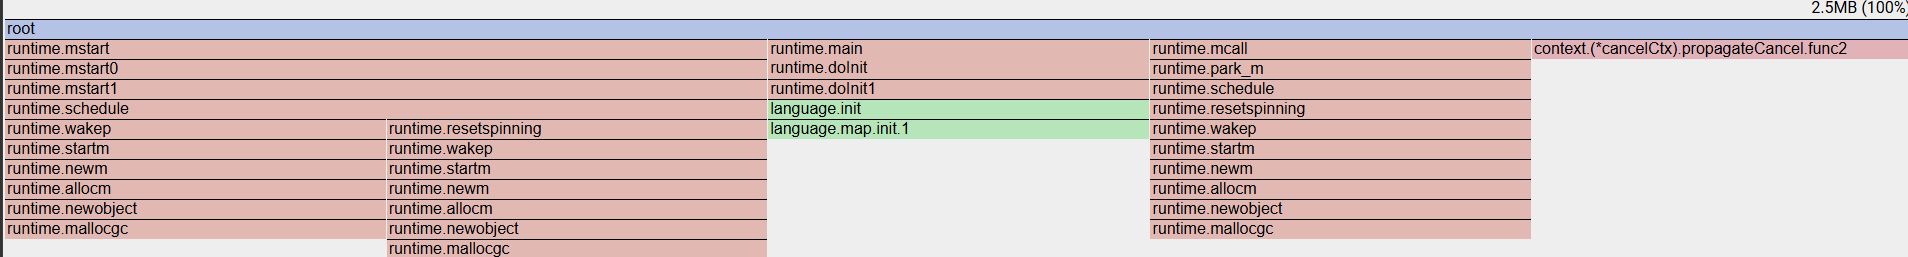 2.5MB (100%)
root
runtime.mstart runtime.main runtime.mcall context.(*cancelCtx).propagateCancel.func2
runtime.mstart0 runtime.doInit runtime.park_m
runtime.mstart1 runtime.doInit1 runtime.schedule
runtime.schedule language.init runtime.resetspinning
runtime.wakep runtime.resetspinning language.map.init.1 runtime.wakep
runtime.startm runtime.wakep runtime.startm
runtime.newm runtime.startm runtime.newm
runtime.allocm runtime.newm runtime.allocm
runtime.newobject runtime.allocm runtime.newobject
runtime.mallocgc runtime.newobject runtime.mallocgc
runtime.mallocgc